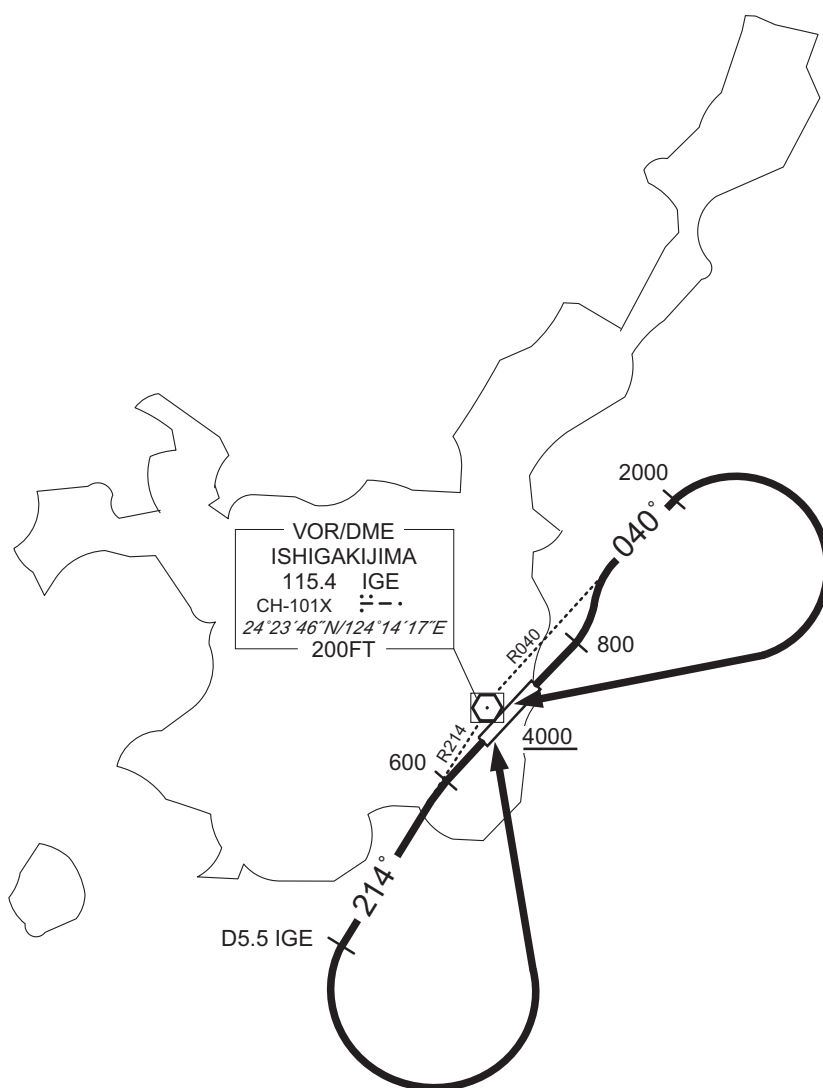 2000
040°
VOR/DME
ISHIGAKIJIMA
115.4 IGE
CH-101X
24°23′46″N/124°14′17″E
200FT
R040
800
R214
4000
600
214°
D5.5 IGE